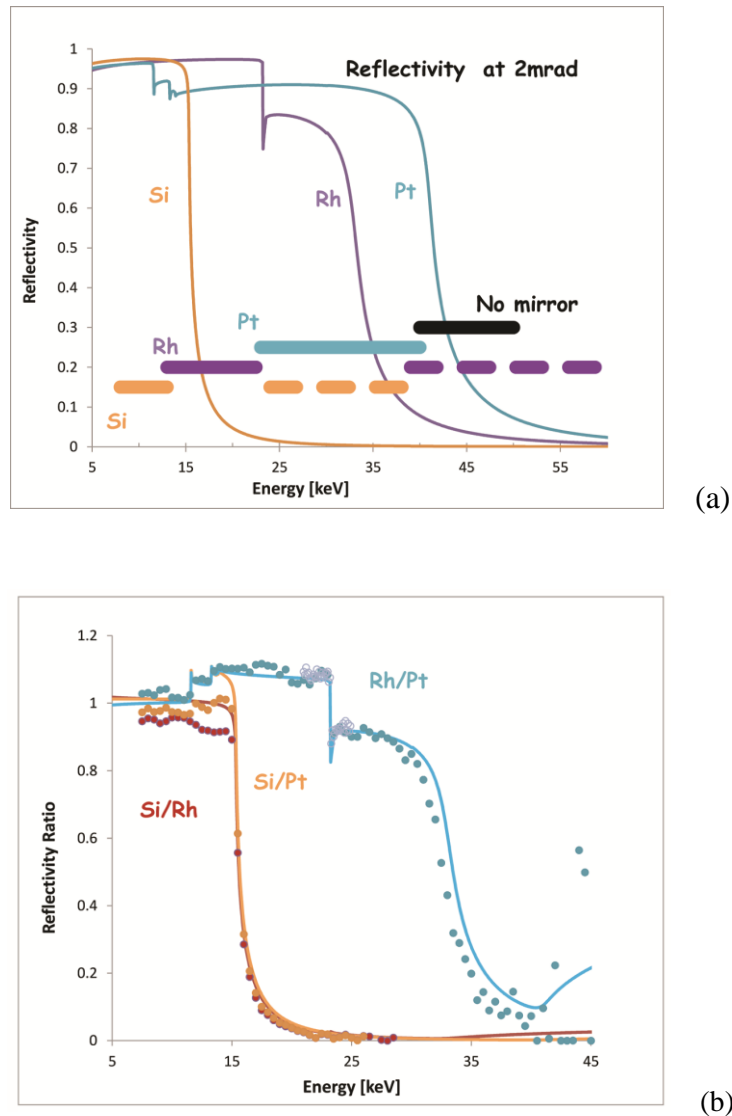 1
0.9
0.8
0.7
0.6
0.5
0.4
0.3
0.2
0.1
0
Reflectivity
Reflectivity at 2mrad
Si
Rh
Pt
No mirror
Pt
Rh
Si
5 15 25 35 45 55
Energy [keV]
(a)
1.2
1
0.8
0.6
0.4
0.2
0
Reflectivity Ratio
Rh/Pt
Si/Pt
Si/Rh
5 15 25 35 45
Energy [keV]
(b)